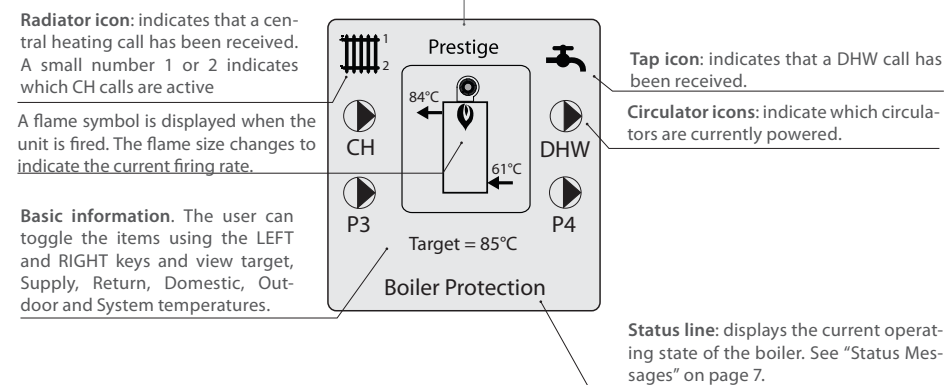 Radiator icon: indicates that a cen-
tral heating call has been received.
A small number 1 or 2 indicates
which CH calls are active
A flame symbol is displayed when the
unit is fired. The flame size changes to
indicate the current firing rate.
Basic information. The user can
toggle the items using the LEFT
and RIGHT keys and view target,
Supply, Return, Domestic, Out-
door and System temperatures.
1
2
Prestige
84°C
CH
DHW
61°C
P3
P4
Target = 85°C
Boiler Protection
Tap icon: indicates that a DHW call has
been received.
Circulator icons: indicate which circula-
tors are currently powered.
Status line: displays the current operat-
ing state of the boiler. See “Status Mes-
sages” on page 7.